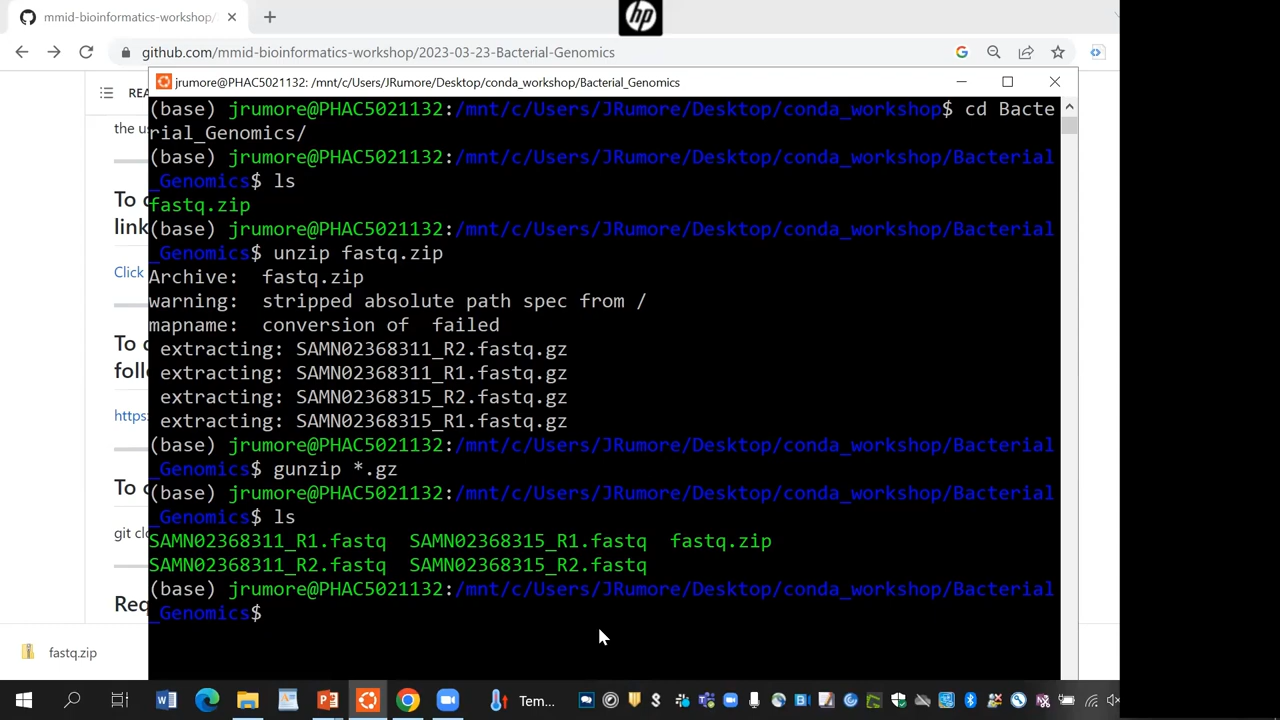 mmid-bioinformatics-workshop/2
github.com/mmid-bioinformatics-workshop/2023-03-23-Bacterial-Genomics
jrumore@PHAC5021132: /mnt/c/Users/JRumore/Desktop/conda_workshop/Bacterial_Genomics
REA
the us
To c
link
Click
To c
follo
https:
To c
git clo
Req
(base) jrumore@PHAC5021132:/mnt/c/Users/JRumore/Desktop/conda_workshop$ cd Bacte
rial_Genomics/
(base) jrumore@PHAC5021132:/mnt/c/Users/JRumore/Desktop/conda_workshop/Bacterial
_Genomics$ ls
fastq.zip
(base) jrumore@PHAC5021132:/mnt/c/Users/JRumore/Desktop/conda_workshop/Bacterial
_Genomics$ unzip fastq.zip
Archive:  fastq.zip
warning:  stripped absolute path spec from /
mapname:  conversion of  failed
 extracting: SAMN02368311_R2.fastq.gz
 extracting: SAMN02368311_R1.fastq.gz
 extracting: SAMN02368315_R2.fastq.gz
 extracting: SAMN02368315_R1.fastq.gz
(base) jrumore@PHAC5021132:/mnt/c/Users/JRumore/Desktop/conda_workshop/Bacterial
_Genomics$ gunzip *.gz
(base) jrumore@PHAC5021132:/mnt/c/Users/JRumore/Desktop/conda_workshop/Bacterial
_Genomics$ ls
SAMN02368311_R1.fastq  SAMN02368315_R1.fastq  fastq.zip
SAMN02368311_R2.fastq  SAMN02368315_R2.fastq
(base) jrumore@PHAC5021132:/mnt/c/Users/JRumore/Desktop/conda_workshop/Bacterial
_Genomics$
fastq.zip
Tem...